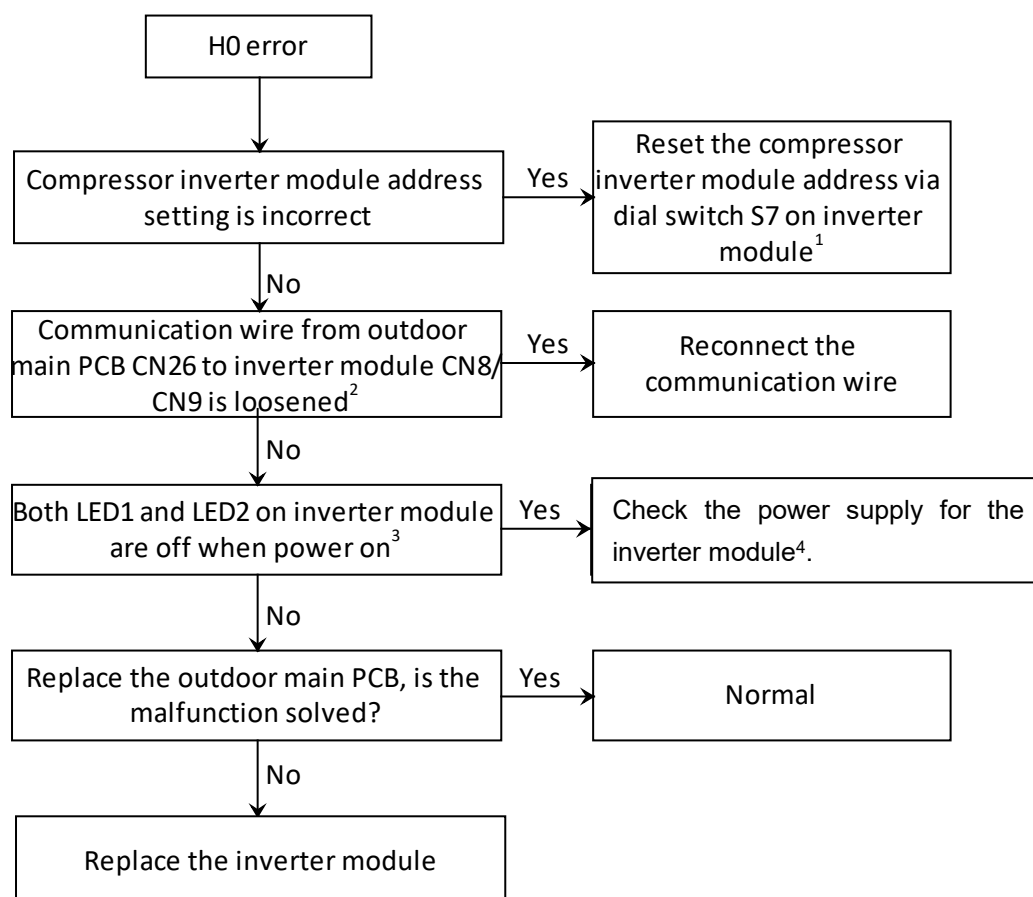 H0 error
Compressor inverter module address
setting is incorrect
Yes
Reset the compressor
inverter module address via
dial switch S7 on inverter
module¹
No
Communication wire from outdoor
main PCB CN26 to inverter module CN8/
CN9 is loosened²
Yes
Reconnect the
communication wire
No
Both LED1 and LED2 on inverter module
are off when power on³
Yes
Check the power supply for the
inverter module⁴.
No
Replace the outdoor main PCB, is the
malfunction solved?
Yes
Normal
No
Replace the inverter module